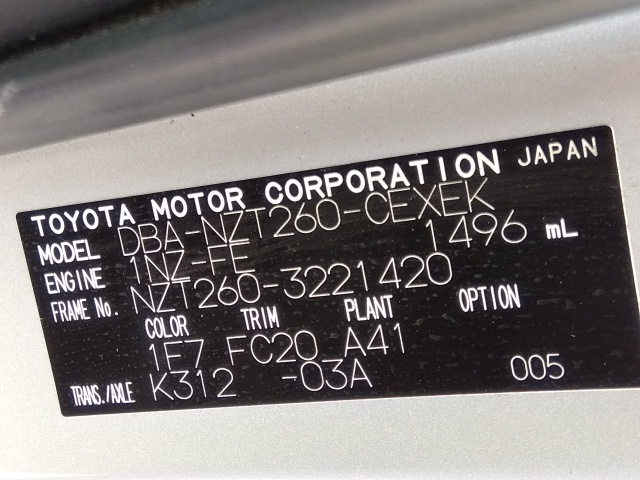 TOYOTA MOTOR CORPORATION JAPAN
MODEL DBA-NZT260-CEXEK
ENGINE 1NZ-FE 1496 mL
FRAME No. NZT260-3221420
COLOR TRIM PLANT OPTION
1F7 FC20 A41
TRANS./AXLE K312 -03A 005